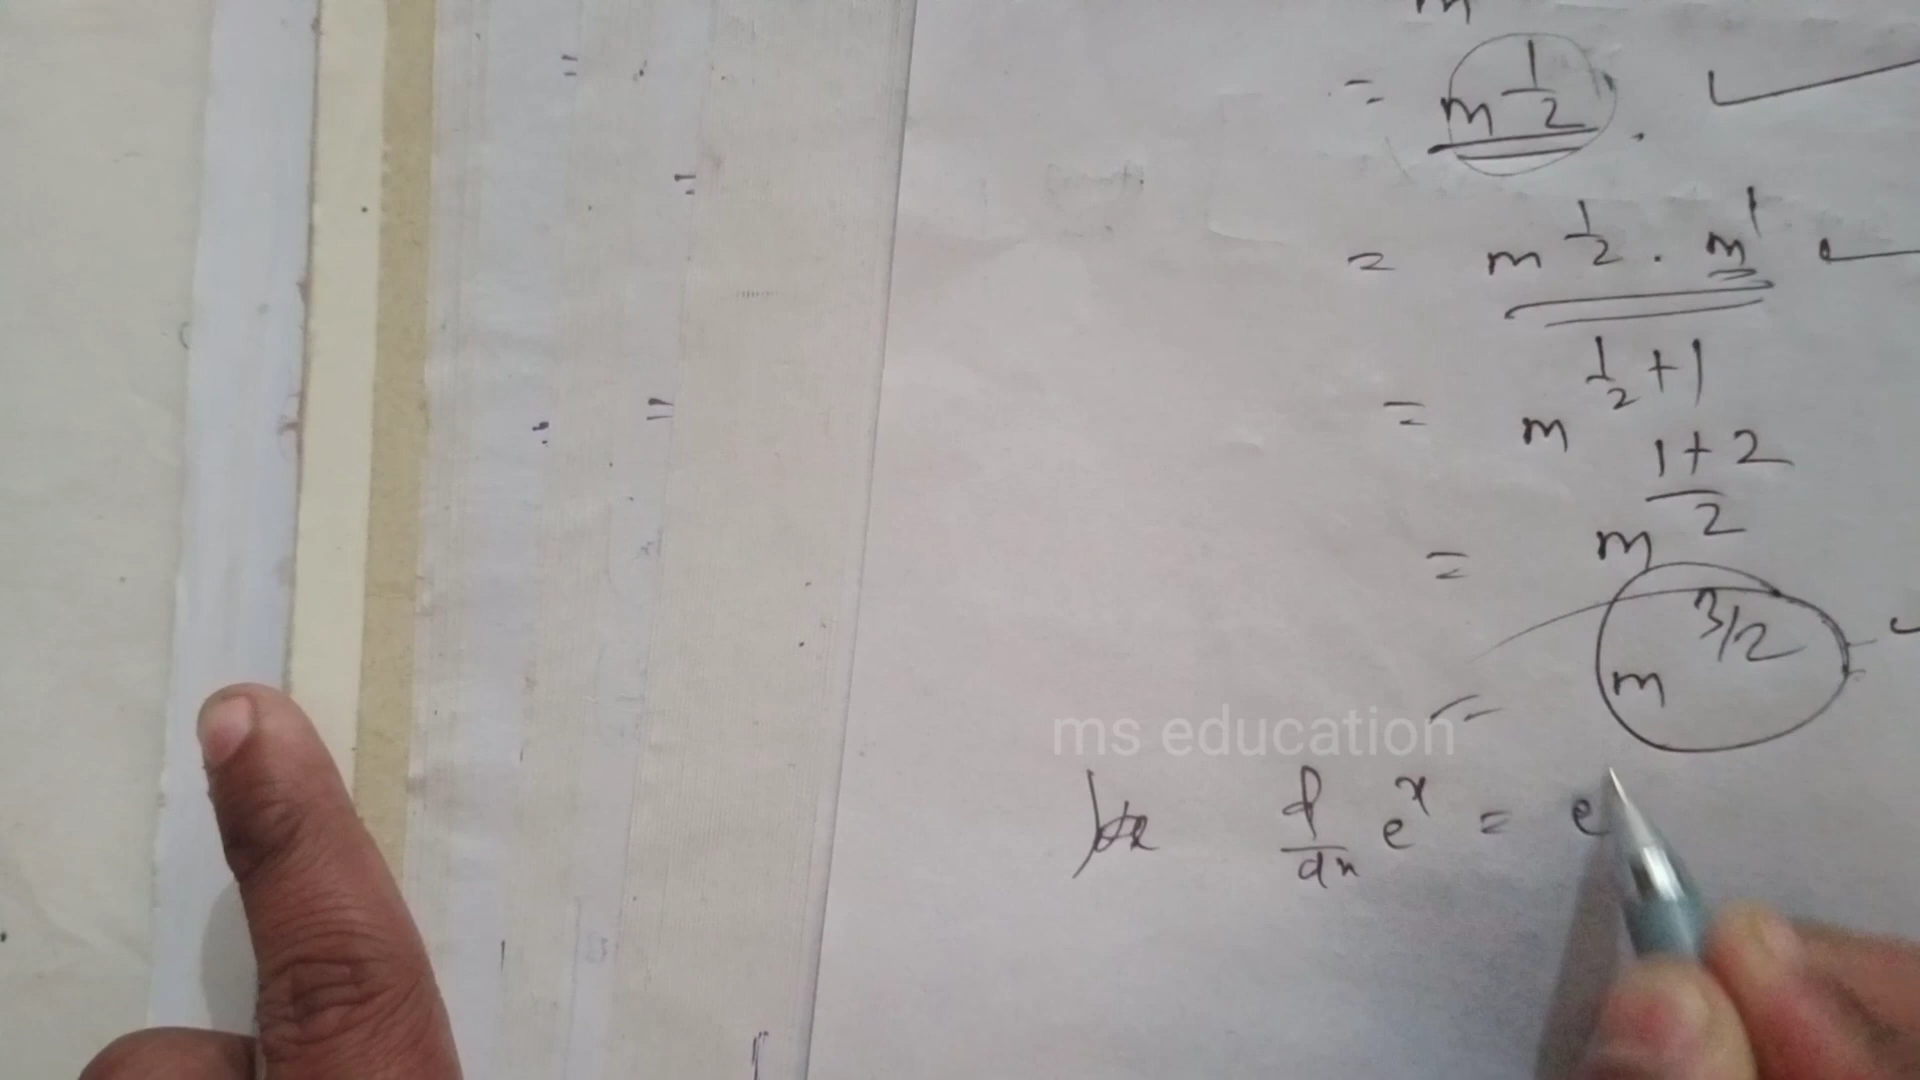 m
= m^1/2 .
= m^1/2 . m^1
= m^1/2 + 1
= m^(1+2)/2
= m^3/2
ms education
d/dx e^x = e